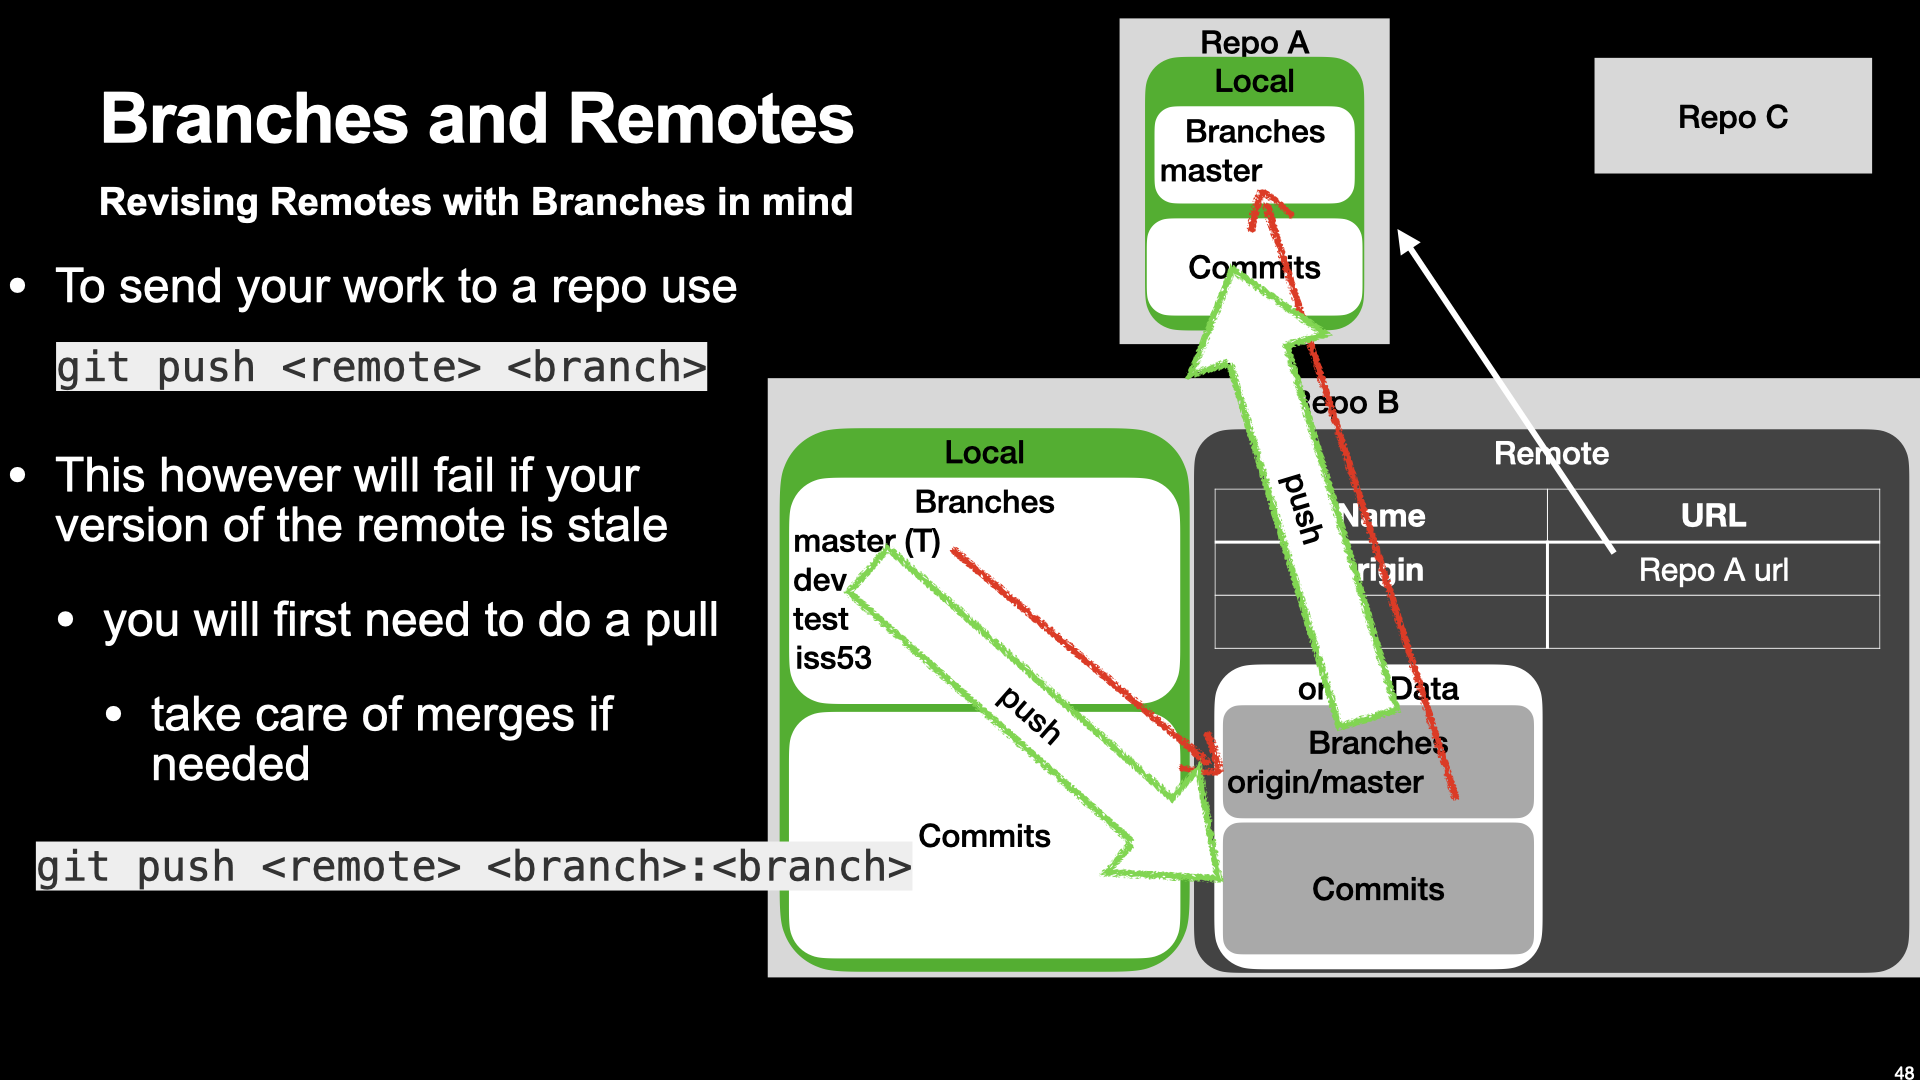 Branches and Remotes
Revising Remotes with Branches in mind
• To send your work to a repo use
git push <remote> <branch>
• This however will fail if your
version of the remote is stale
• you will first need to do a pull
• take care of merges if
needed
git push <remote> <branch>:<branch>
Repo A
Local
Branches
master
Commits
Repo C
Repo B
Local
Branches
master (T)
dev
test
iss53
push
Commits
Remote
Name URL
origin Repo A url
push
Data
Branches
origin/master
Commits
48